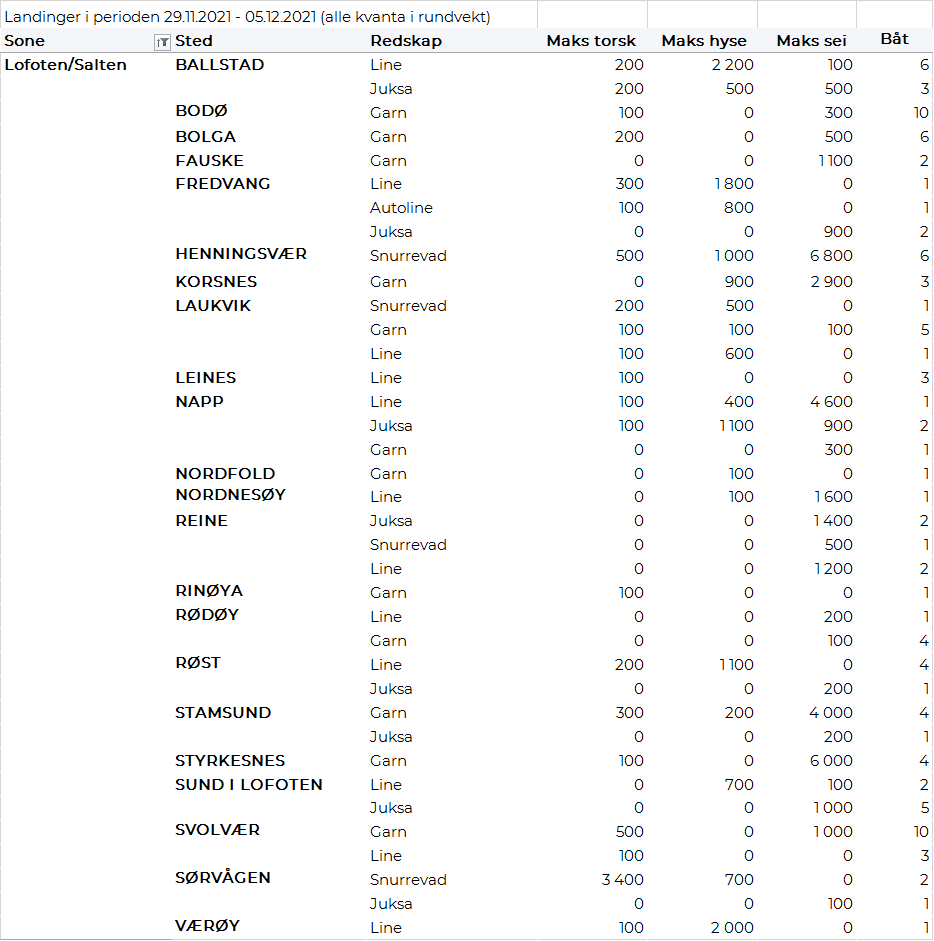 Landinger i perioden 29.11.2021 - 05.12.2021 (alle kvanta i rundvekt)
Sone Sted Redskap Maks torsk Maks hyse Maks sei Båt
Lofoten/Salten BALLSTAD Line 200 2 200 100 6
Juksa 200 500 500 3
BODØ Garn 100 0 300 10
BOLGA Garn 200 0 500 6
FAUSKE Garn 0 0 1 100 2
FREDVANG Line 300 1 800 0 1
Autoline 100 800 0 1
Juksa 0 0 900 2
HENNINGSVÆR Snurrevad 500 1 000 6 800 6
KORSNES Garn 0 900 2 900 3
LAUKVIK Snurrevad 200 500 0 1
Garn 100 100 100 5
Line 100 600 0 1
LEINES Line 100 0 0 3
NAPP Line 100 400 4 600 1
Juksa 100 1 100 900 2
Garn 0 0 300 1
NORDFOLD Garn 0 100 0 1
NORDNESØY Line 0 100 1 600 1
REINE Juksa 0 0 1 400 2
Snurrevad 0 0 500 1
Line 0 0 1 200 2
RINØYA Garn 100 0 0 1
RØDØY Line 0 0 200 1
Garn 0 0 100 4
RØST Line 200 1 100 0 4
Juksa 0 0 200 1
STAMSUND Garn 300 200 4 000 4
Juksa 0 0 200 1
STYRKESNES Garn 100 0 6 000 4
SUND I LOFOTEN Line 0 700 100 2
Juksa 0 0 1 000 5
SVOLVÆR Garn 500 0 1 000 10
Line 100 0 0 3
SØRVÅGEN Snurrevad 3 400 700 0 2
Juksa 0 0 100 1
VÆRØY Line 100 2 000 0 1